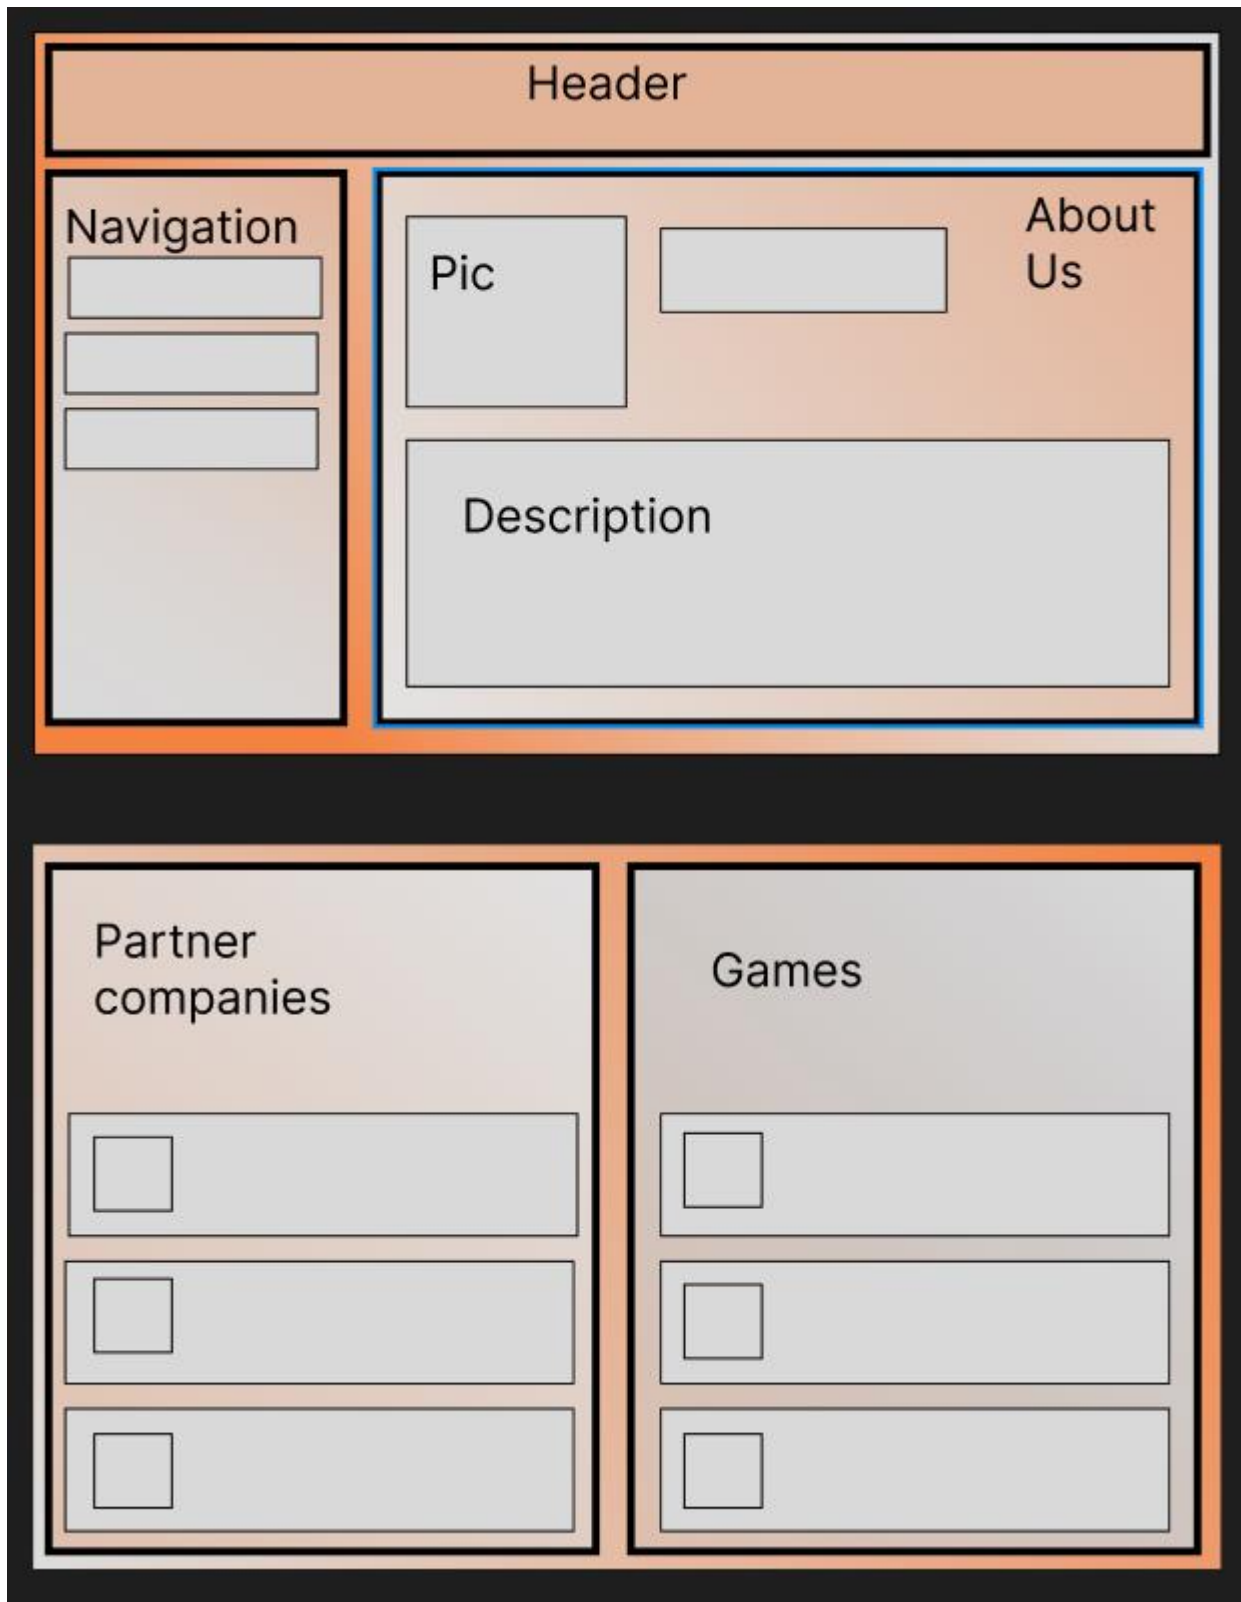 Header
Navigation
Pic
About
Us
Description
Partner
companies
Games